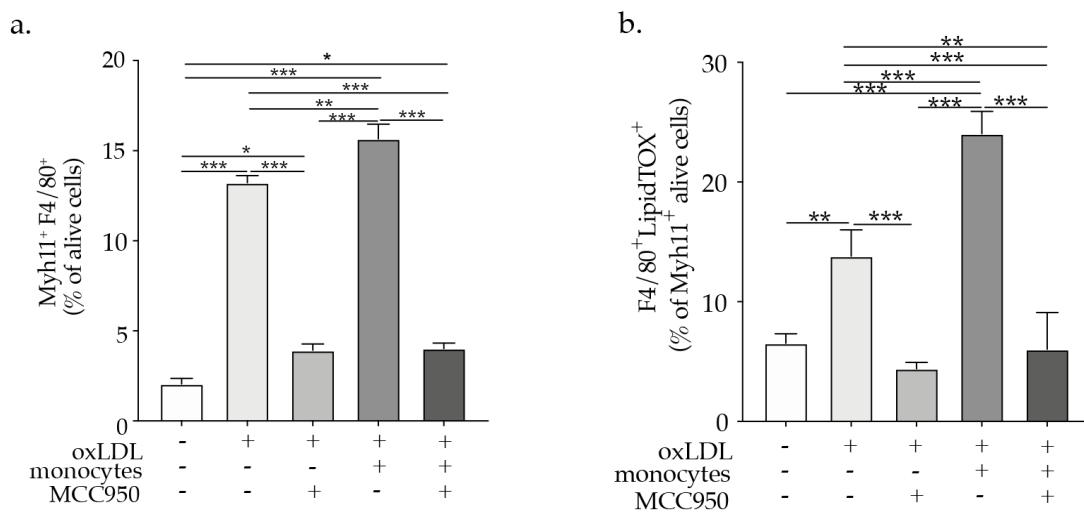 a.
Myh11⁺ F4/80⁺
(% of alive cells)
20
15
10
5
0
*
***
***
**
***
***
*
***
***
oxLDL - + + + +
monocytes - - - + +
MCC950 - - + - +
b.
F4/80⁺LipidTOX⁺
(% of Myh11⁺ alive cells)
30
20
10
0
**
***
***
***
***
***
**
***
oxLDL - + + + +
monocytes - - - + +
MCC950 - - + - +